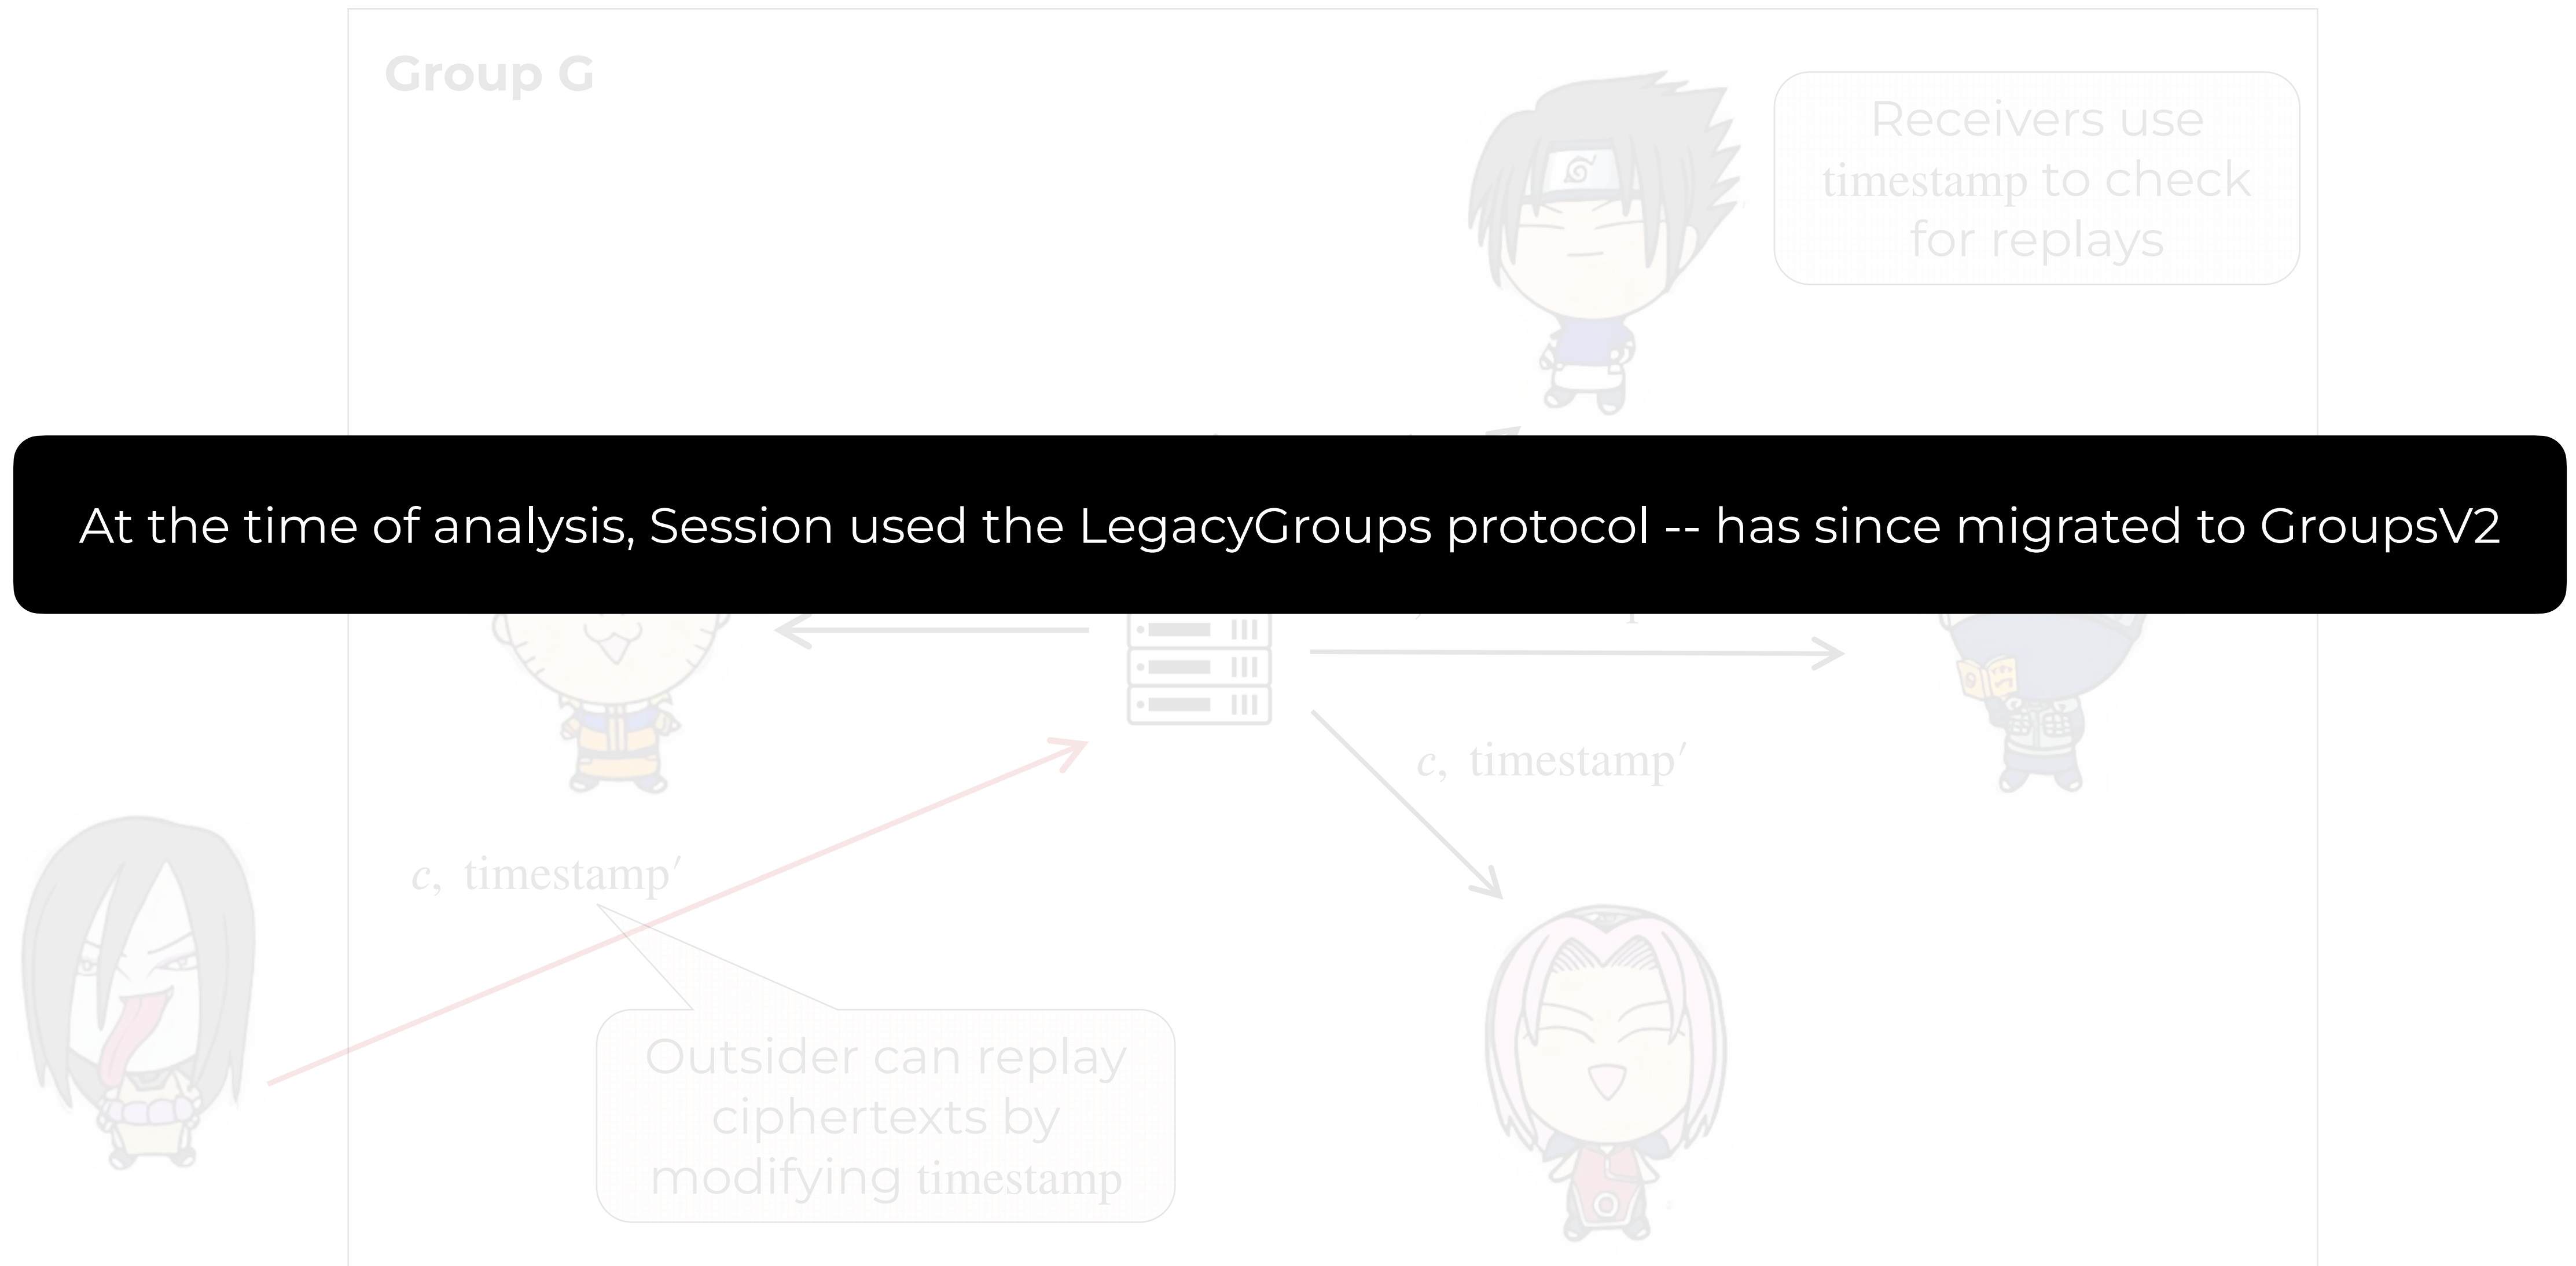 Group G
Receivers use
timestamp to check
for replays
At the time of analysis, Session used the LegacyGroups protocol -- has since migrated to GroupsV2
c, timestamp′
c, timestamp′
Outsider can replay
ciphertexts by
modifying timestamp